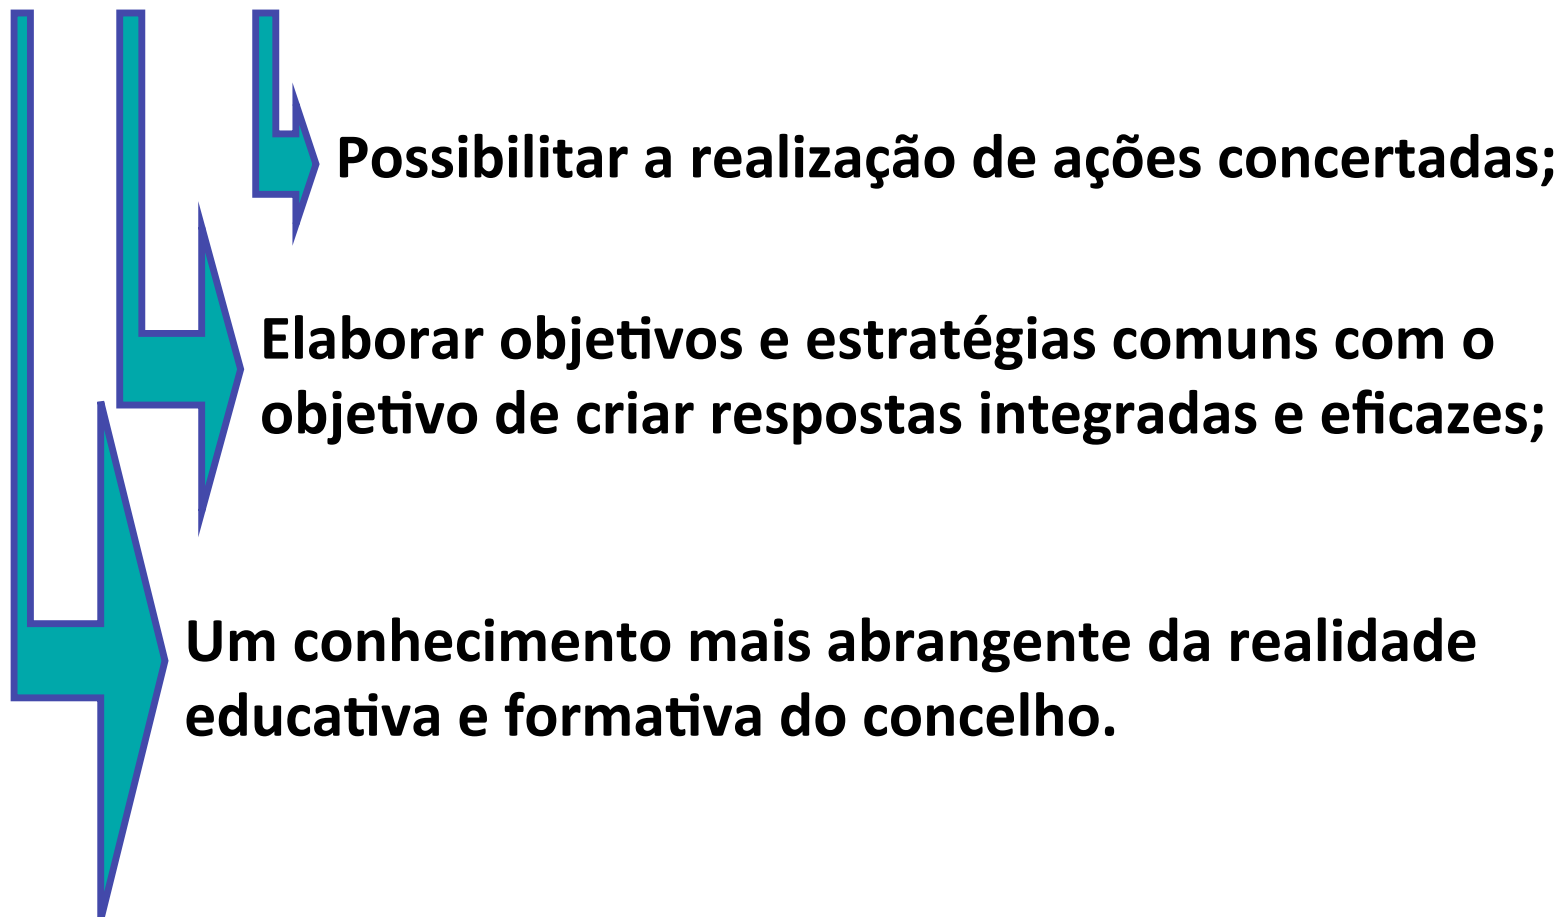 Possibilitar a realização de ações concertadas;
Elaborar objetivos e estratégias comuns com o
objetivo de criar respostas integradas e eficazes;
Um conhecimento mais abrangente da realidade
educativa e formativa do concelho.